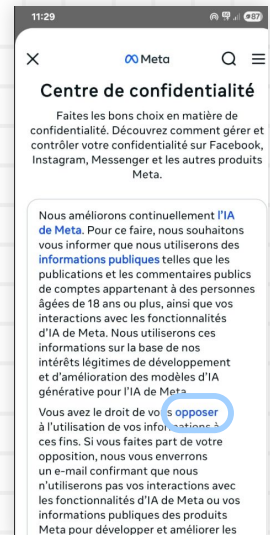 11:29
87
Meta
Centre de confidentialité
Faites les bons choix en matière de
confidentialité. Découvrez comment gérer et
contrôler votre confidentialité sur Facebook,
Instagram, Messenger et les autres produits
Meta.
Nous améliorons continuellement l'IA
de Meta. Pour ce faire, nous souhaitons
vous informer que nous utiliserons des
informations publiques telles que les
publications et les commentaires publics
de comptes appartenant à des personnes
âgées de 18 ans ou plus, ainsi que vos
interactions avec les fonctionnalités
d'IA de Meta. Nous utiliserons ces
informations sur la base de nos
intérêts légitimes de développement
et d'amélioration des modèles d'IA
générative pour l'IA de Meta.
Vous avez le droit de vous opposer
à l'utilisation de vos informations à
ces fins. Si vous faites part de votre
opposition, nous vous enverrons
un e-mail confirmant que nous
n'utiliserons pas vos interactions avec
les fonctionnalités d'IA de Meta ou vos
informations publiques des produits
Meta pour développer et améliorer les